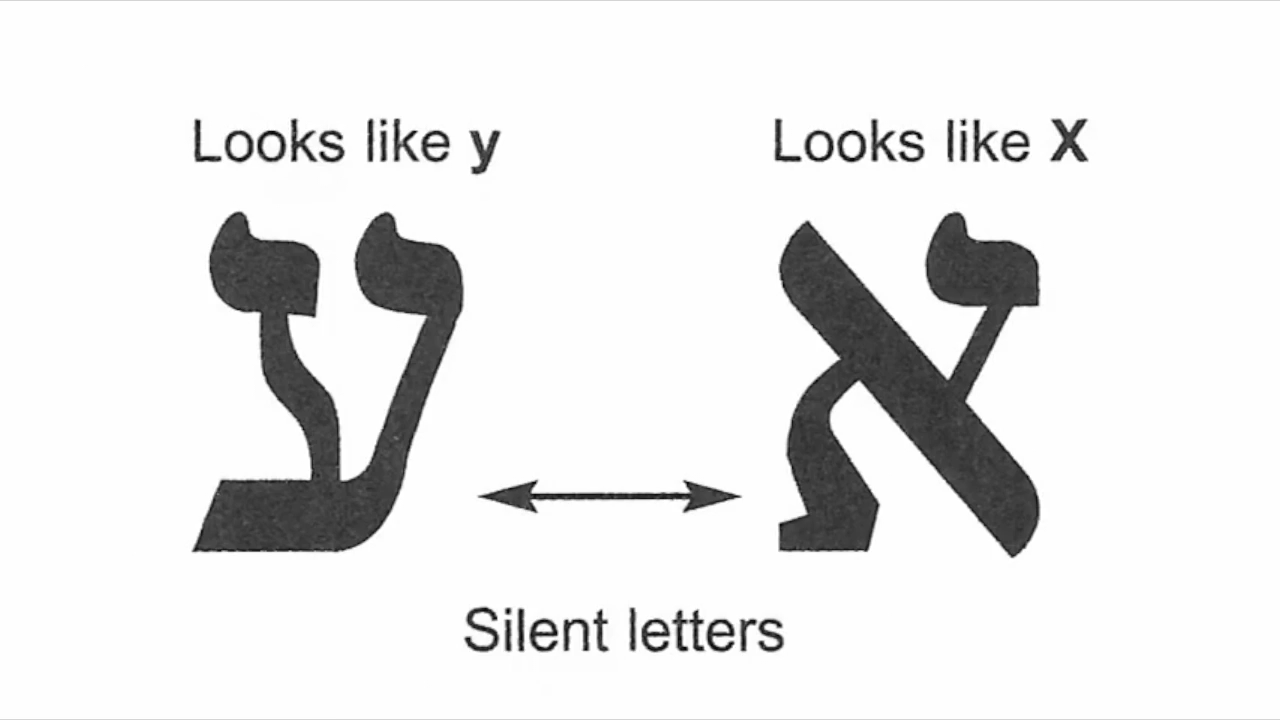 Looks like y
Looks like X
ע
א
Silent letters